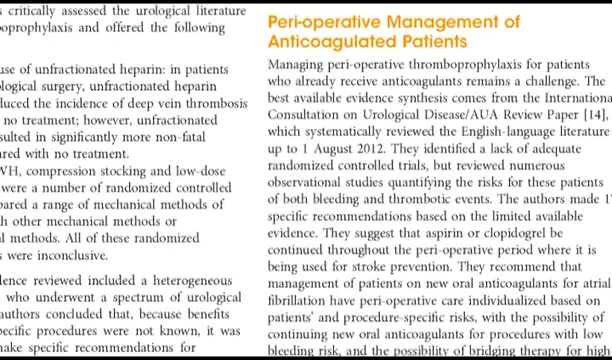 critically assessed the urological literature
and offered the following
use of unfractionated heparin: in patients
surgery, unfractionated heparin
the incidence of deep vein thrombosis
no treatment; however, unfractionated
in significantly more non-fatal
with no treatment.
compression stocking and low-dose
were a number of randomized controlled
a range of mechanical methods of
other mechanical methods or
methods. All of these randomized
were inconclusive.
reviewed included a heterogeneous
who underwent a spectrum of urological
authors concluded that, because benefits
procedures were not known, it was
make specific recommendations for
Peri-operative Management of
Anticoagulated Patients
Managing peri-operative thromboprophylaxis for patients
who already receive anticoagulants remains a challenge. The
best available evidence synthesis comes from the
Consultation on Urological Disease/AUA Review Paper [14],
which systematically reviewed the English-language literature
up to 1 August 2012. They identified a lack of adequate
randomized controlled trials, but reviewed numerous
observational studies quantifying the risks for these patients
of both bleeding and thrombotic events. The authors made
specific recommendations based on the limited available
evidence. They suggest that aspirin or clopidogrel be
continued throughout the peri-operative period where it is
being used for stroke prevention. They recommend that
management of patients on new oral anticoagulants for atrial
fibrillation have peri-operative care individualized based on
patients' and procedure-specific risks, with the possibility of
continuing new oral anticoagulants for procedures with low
bleeding risk, and the possibility of bridging therapy for high